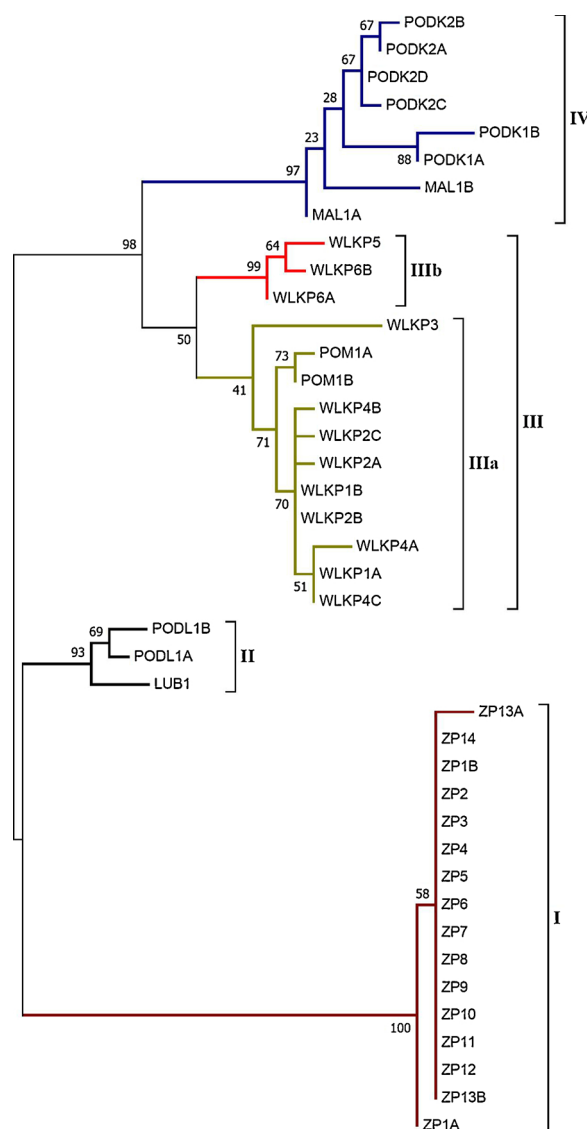 PODK2B
67
PODK2A
67
PODK2D
28
PODK2C
IV
23
PODK1B
88
PODK1A
97
MAL1B
MAL1A
98
WLKP5
64
WLKP6B
99
IIIb
WLKP6A
50
WLKP3
73
POM1A
POM1B
41
WLKP4B
III
71
WLKP2C
WLKP2A
IIIa
WLKP1B
70
WLKP2B
WLKP4A
WLKP1A
51
WLKP4C
PODL1B
69
93
PODL1A
II
LUB1
ZP13A
ZP14
ZP1B
ZP2
ZP3
ZP4
ZP5
58
ZP6
I
ZP7
ZP8
ZP9
ZP10
100
ZP11
ZP12
ZP13B
ZP1A